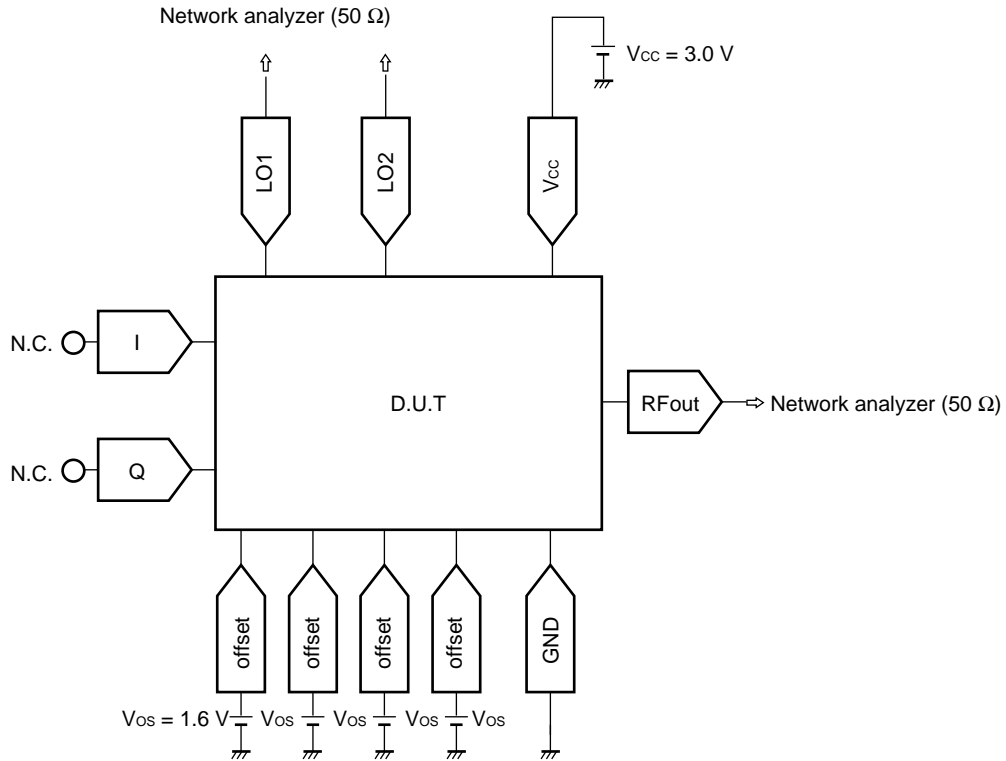 Network analyzer (50 Ω)
VCC = 3.0 V
LO1
LO2
VCC
N.C.
I
D.U.T
RFout
Network analyzer (50 Ω)
N.C.
Q
offset
offset
offset
offset
GND
VOS = 1.6 V
VOS
VOS
VOS
VOS